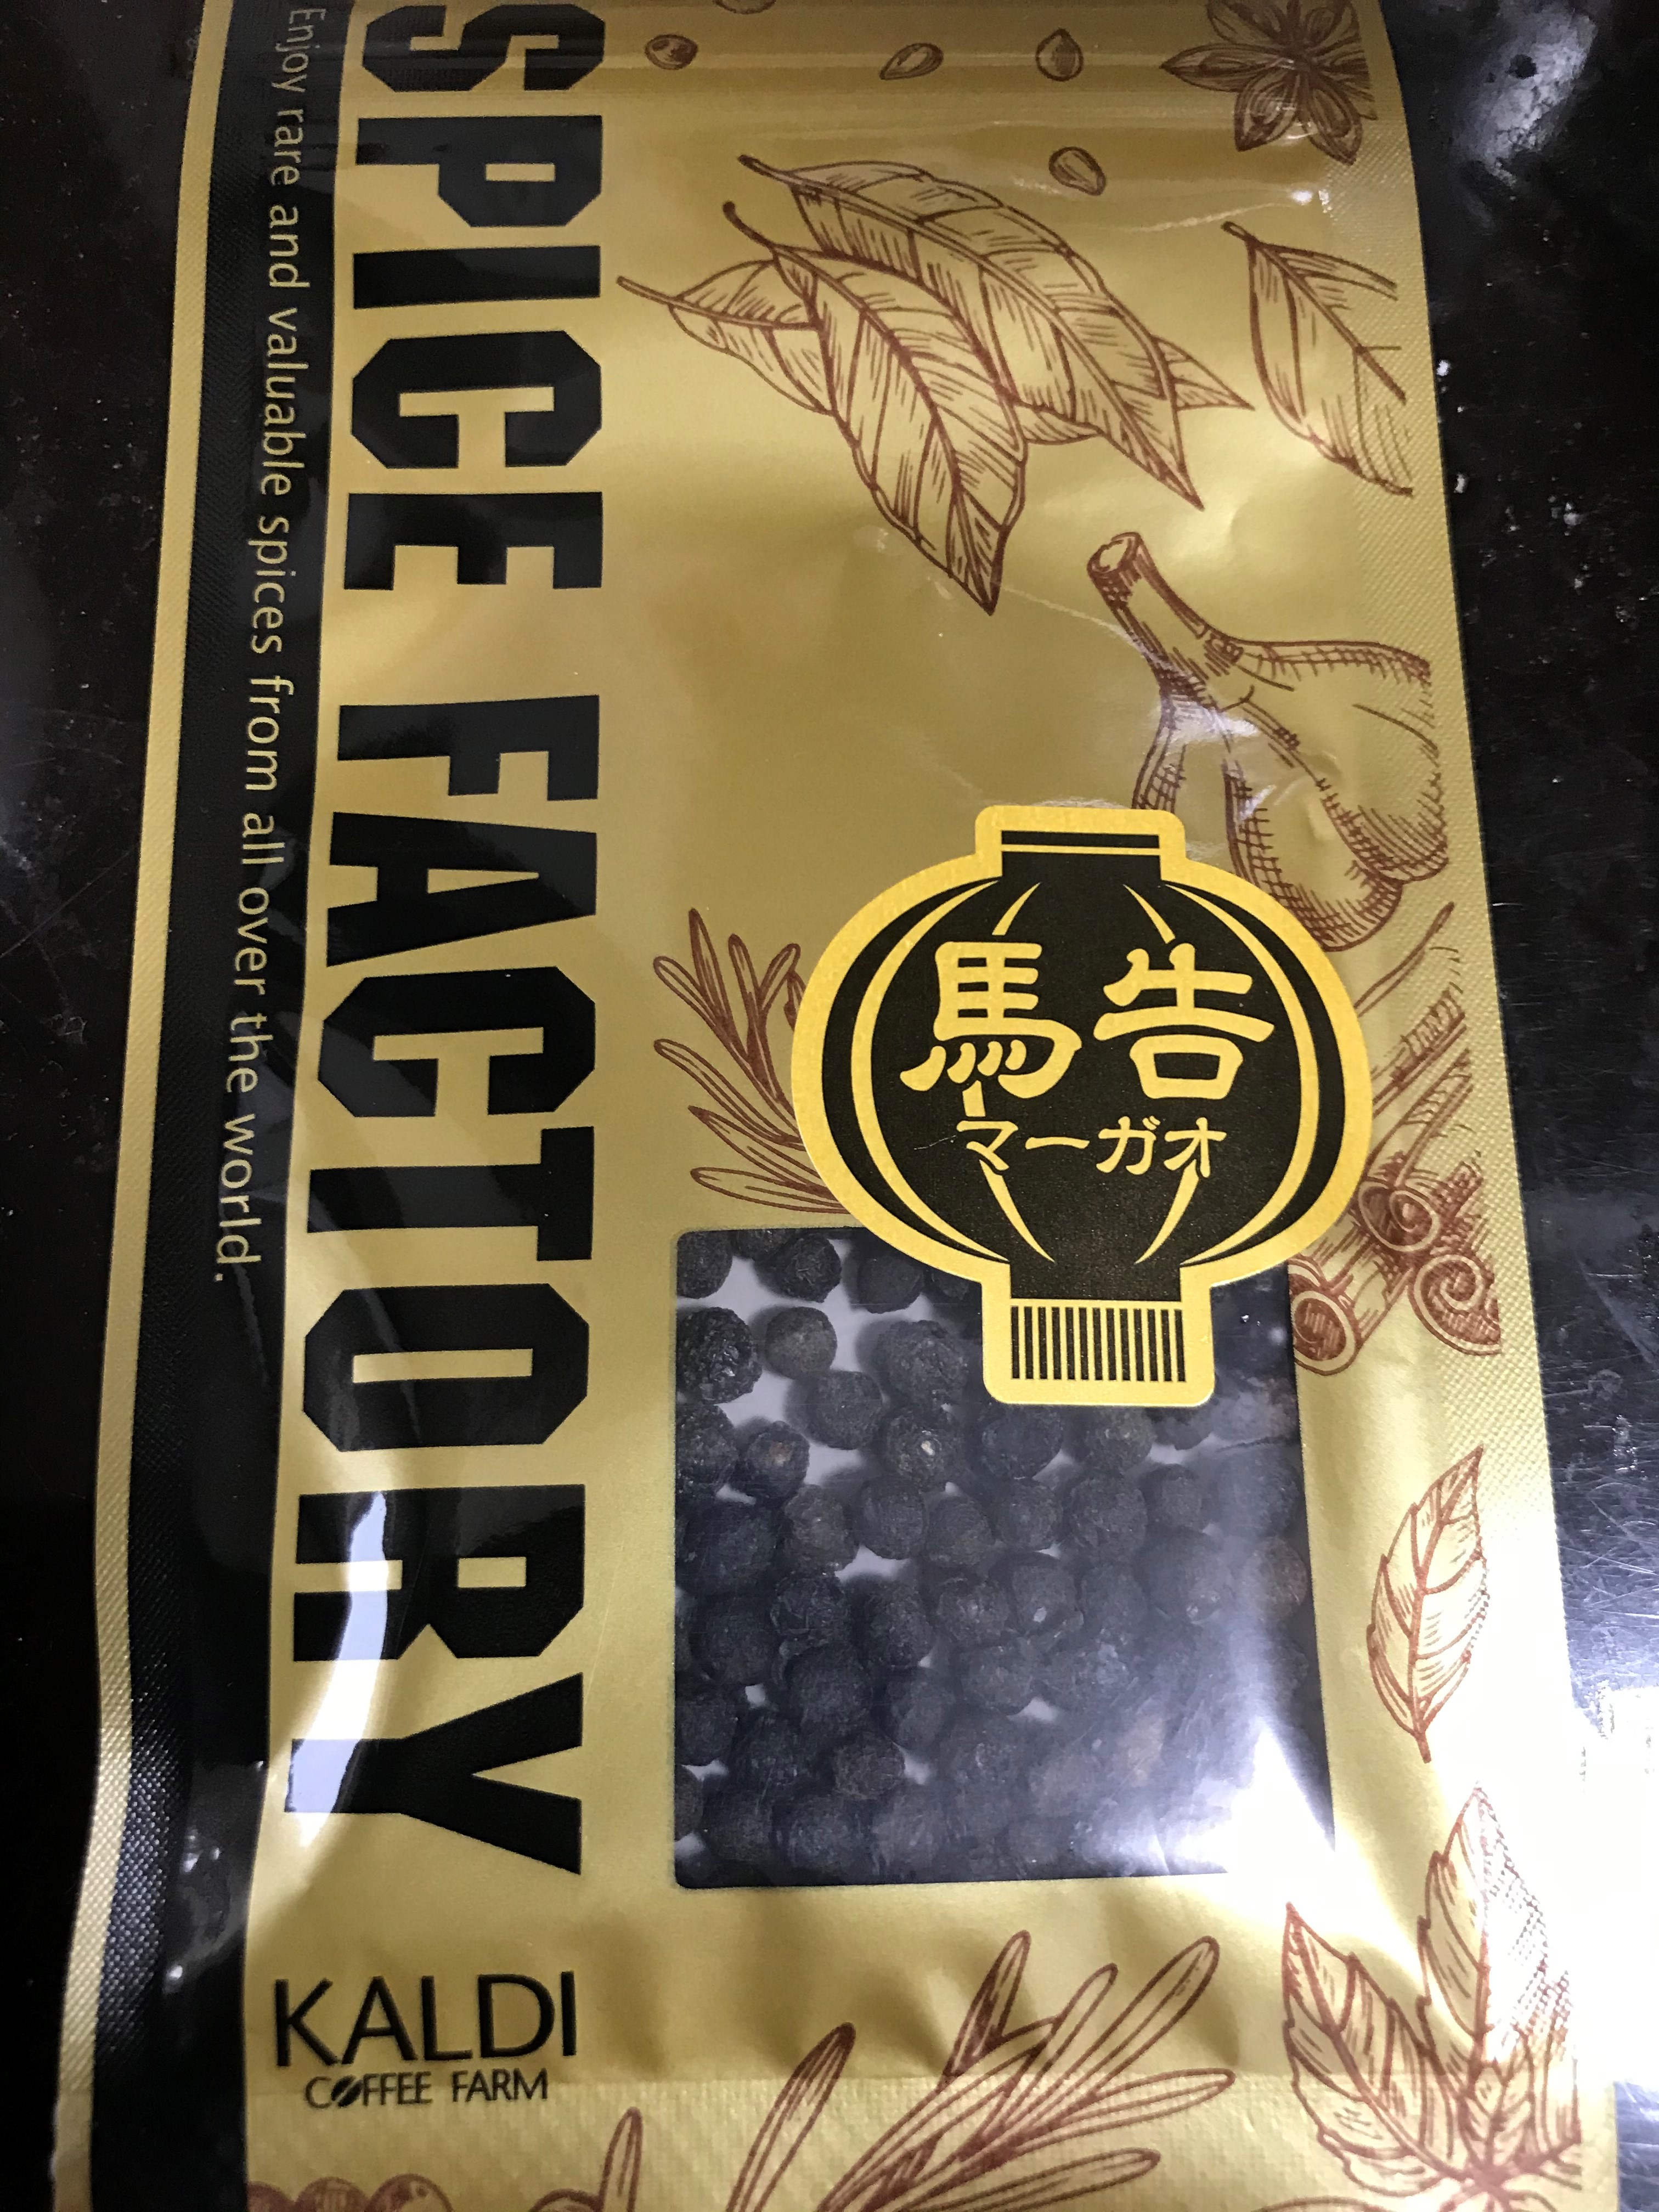 SPICE FACTORY
Enjoy rare and valuable spices from all over the world.
馬告
マーガオ
KALDI
COFFEE FARM